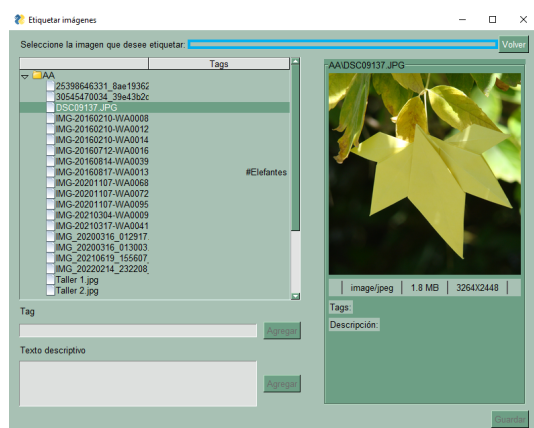 Etiquetar imágenes
Seleccione la imagen que desee etiquetar:
Volver
Tags
AA
25398646331_8ae19362
30545470034_39e43b2c
DSC09137.JPG
IMG-20160210-WA0008
IMG-20160210-WA0012
IMG-20160210-WA0014
IMG-20160712-WA0016
IMG-20160814-WA0039
IMG-20160817-WA0013 #Elefantes
IMG-20201107-WA0068
IMG-20201107-WA0072
IMG-20201107-WA0095
IMG-20210304-WA0009
IMG-20210317-WA0041
IMG_20200316_012917
IMG_20200316_013003
IMG_20210619_155607
IMG_20220214_232208
Taller 1.jpg
Taller 2.jpg
Tag
Agregar
Texto descriptivo
Agregar
AA\DSC09137.JPG
image/jpeg | 1.8 MB | 3264X2448
Tags:
Descripción:
Guardar